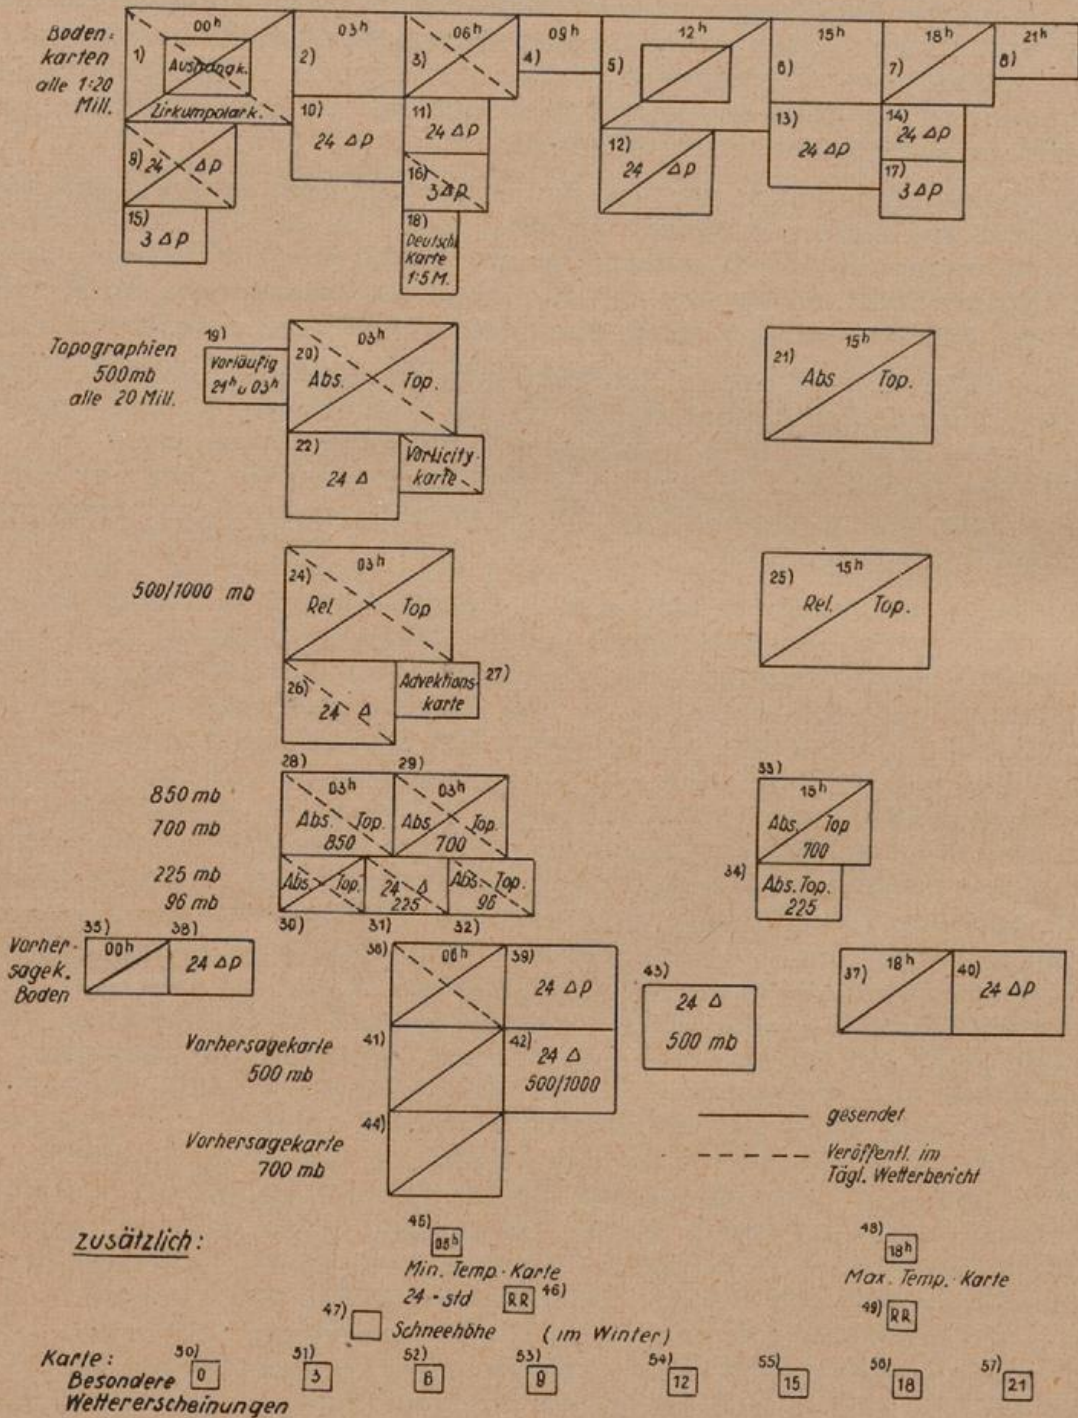 Boden=
karten
alle 1:20
Mill.
00h
1)
Aushangk.
Zirkumpolark.
03h
2)
06h
3)
09h
4)
12h
5)
15h
6)
18h
7)
21h
8)
9) 24 Δp
10)
24 Δp
11)
24 Δp
12)
24 Δp
13)
24 Δp
14)
24 Δp
15)
3 Δp
16)
3 Δp
17)
3 Δp
18)
Deutschl.
Karte
1:5 M.
Topographien
500mb
alle 20 Mill.
19)
Vorläufig
21h u 03h
03h
20)
Abs. Top.
15h
21)
Abs Top.
22)
24 Δ
Vorticity-
karte
500/1000 mb
03h
24)
Rel. Top
15h
25)
Rel. Top.
26)
24 Δ
Advektions-
karte
27)
850 mb
700 mb
225 mb
96 mb
28)
03h
Abs. Top.
850
29)
03h
Abs. Top.
700
33)
15h
Abs. Top
700
Abs. Top.
24 Δ
225
Abs. Top.
96
30)
31)
32)
34)
Abs. Top.
225
Vorher-
sagek.
Boden
35)
00h
38)
24 Δp
36)
06h
39)
24 Δp
43)
24 Δ
500 mb
37)
18h
40)
24 Δp
Vorhersagekarte
500 mb
41)
42)
24 Δ
500/1000
Vorhersagekarte
700 mb
44)
gesendet
Veröffentl. im
Tägl. Wetterbericht
zusätzlich:
45)
06h
Min. Temp.-Karte
24-std RR 46)
48)
18h
Max. Temp.-Karte
49) RR
47)
Schneehöhe (im Winter)
Karte:
Besondere
Wettererscheinungen
50) 0
51) 3
52) 6
53) 9
54) 12
55) 15
56) 18
57) 21